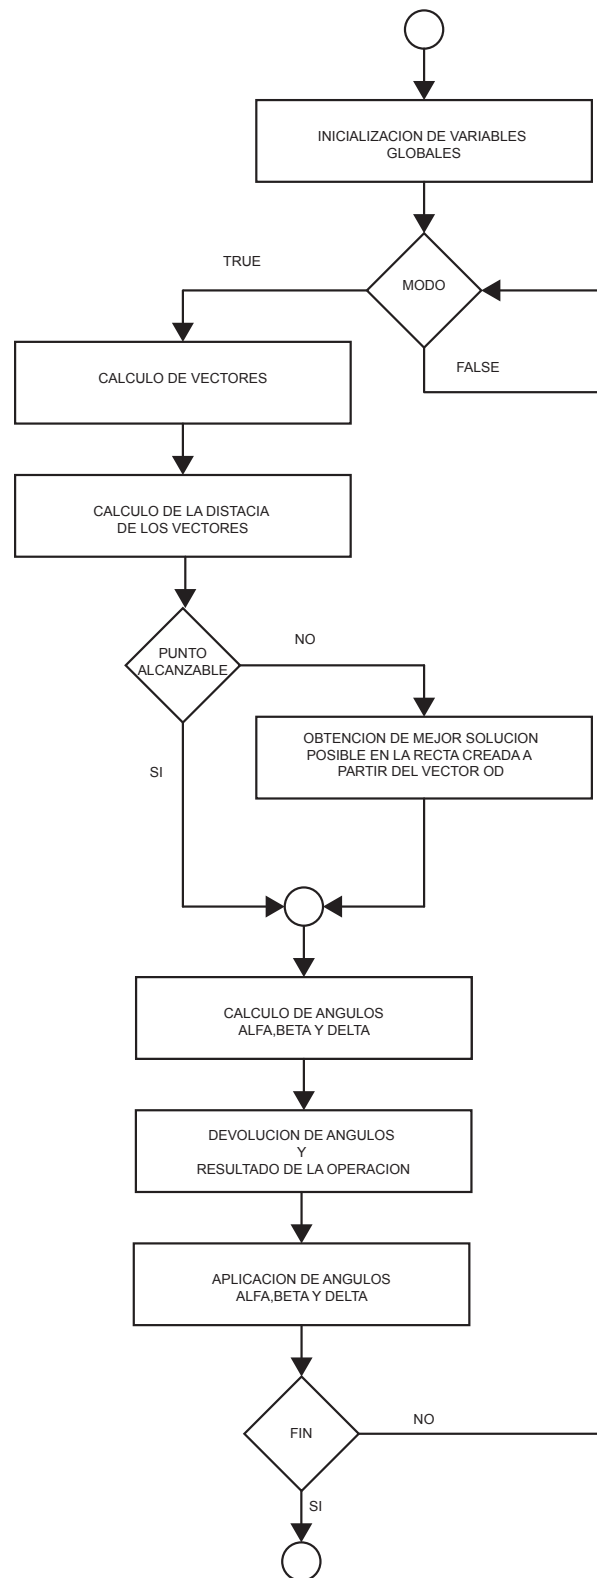 INICIALIZACION DE VARIABLES
GLOBALES
MODO
TRUE
FALSE
CALCULO DE VECTORES
CALCULO DE LA DISTACIA
DE LOS VECTORES
PUNTO
ALCANZABLE
NO
SI
OBTENCION DE MEJOR SOLUCION
POSIBLE EN LA RECTA CREADA A
PARTIR DEL VECTOR OD
CALCULO DE ANGULOS
ALFA,BETA Y DELTA
DEVOLUCION DE ANGULOS
Y
RESULTADO DE LA OPERACION
APLICACION DE ANGULOS
ALFA,BETA Y DELTA
FIN
NO
SI